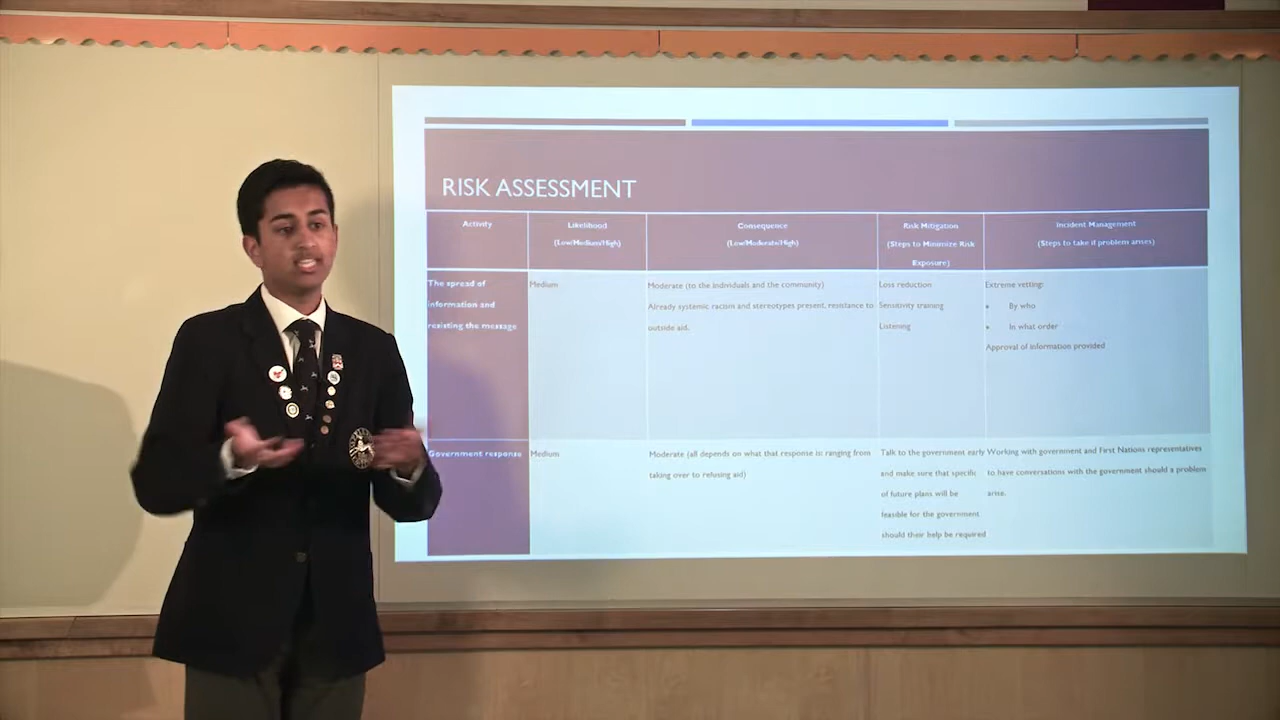 RISK ASSESSMENT
Activity
Likelihood
(Low/Medium/High)
Consequence
(Low/Moderate/High)
Risk Mitigation
(Steps to Minimize Risk
Exposure)
Incident Management
(Steps to take if problem arises)
The spread of
information and
resisting the message
Medium
Moderate (to the individuals and the community)
Already systemic racism and stereotypes present, resistance to
outside aid.
Loss reduction
Sensitivity training
Listening
Extreme vetting:
• By who
• In what order
Approval of information provided
Government response
Medium
Moderate (all depends on what that response is ranging from
taking over to refusing aid)
Talk to the government early
and make sure that specific
of future plans will be
feasible for the government
should their help be required
Working with government and First Nations representatives
to have conversations with the government should a problem
arise.